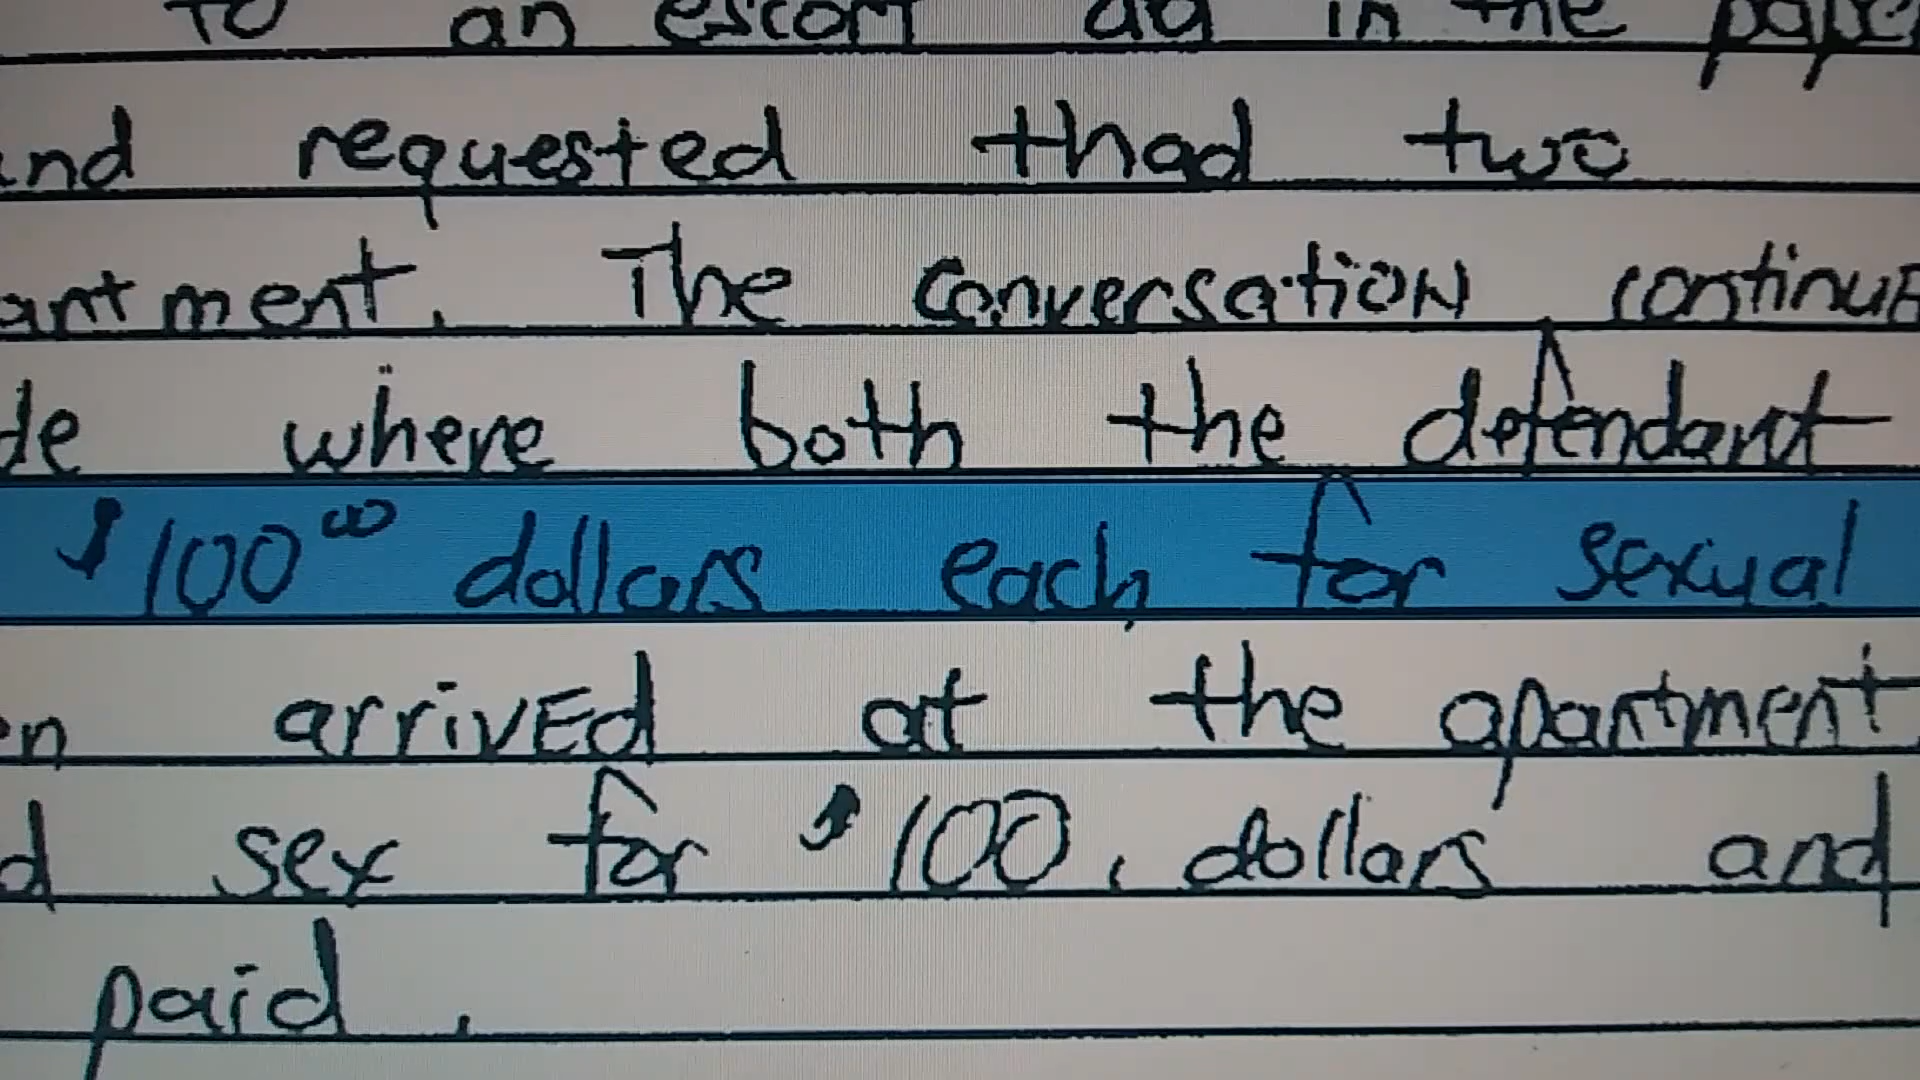 to an escort ad in the pape
and requested thad two
artment. The conversation continue
de where both the defendant
$100 00 dollars each for sexual
en arrived at the apartment
d sex for $100. dollars and
paid.